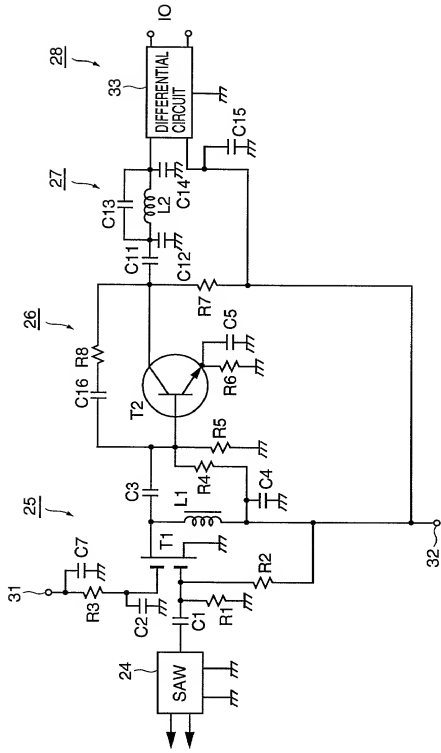 28
IO
33
DIFFERENTIAL
CIRCUIT
C15
27
C13
L2
C14
C11
C12
26
R8
C16
R7
T2
C5
R6
R5
R4
C3
L1
C4
25
T1
31
C7
R3
C2
R2
R1
C1
24
SAW
32